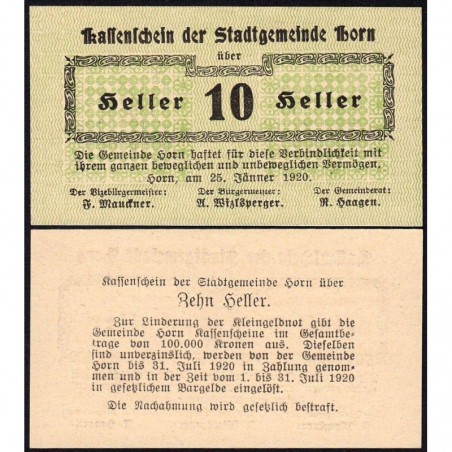 Kassenschein der Stadtgemeinde Horn
über
Heller 10 Heller
Die Gemeinde Horn haftet für diese Verbindlichkeit mit
ihrem ganzen beweglichen und unbeweglichen Vermögen.
Horn, am 25. Jänner 1920.
Der Vizebürgermeister: Der Bürgermeister: Der Gemeinderat:
F. Mauckner. A. Wizlsperger. R. Haagen.
Kassenschein der Stadtgemeinde Horn über
Zehn Heller.
Zur Linderung der Kleingeldnot gibt die
Gemeinde Horn Kassenscheine im Gesamtbe-
trage von 100.000 Kronen aus. Dieselben
sind unverzinslich, werden von der Gemeinde
Horn bis 31. Juli 1920 in Zahlung genom-
men und in der Zeit vom 1. bis 31. Juli 1920
in gesetzlichem Bargelde eingelöst.
Die Nachahmung wird gesetzlich bestraft.